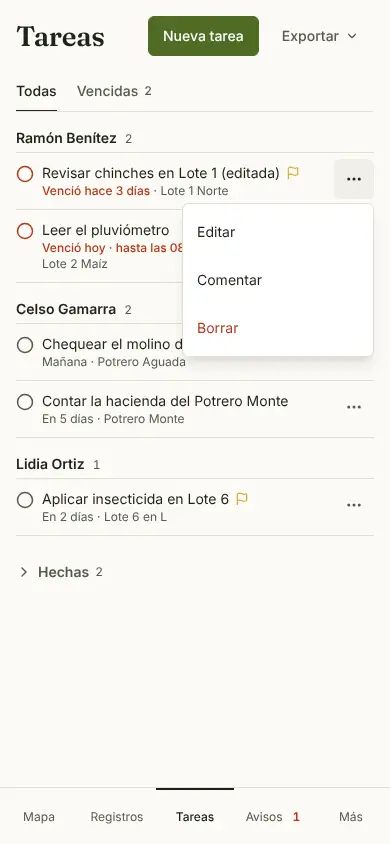 Tareas
Nueva tarea
Exportar
Todas
Vencidas 2
Ramón Benítez 2
Revisar chinches en Lote 1 (editada)
Venció hace 3 días · Lote 1 Norte
Leer el pluviómetro
Venció hoy · hasta las
Lote 2 Maíz
Editar
Comentar
Borrar
Celso Gamarra 2
Chequear el molino
Mañana · Potrero Aguada
Contar la hacienda del Potrero Monte
En 5 días · Potrero Monte
Lidia Ortiz 1
Aplicar insecticida en Lote 6
En 2 días · Lote 6 en L
Hechas 2
Mapa
Registros
Tareas
Avisos 1
Más